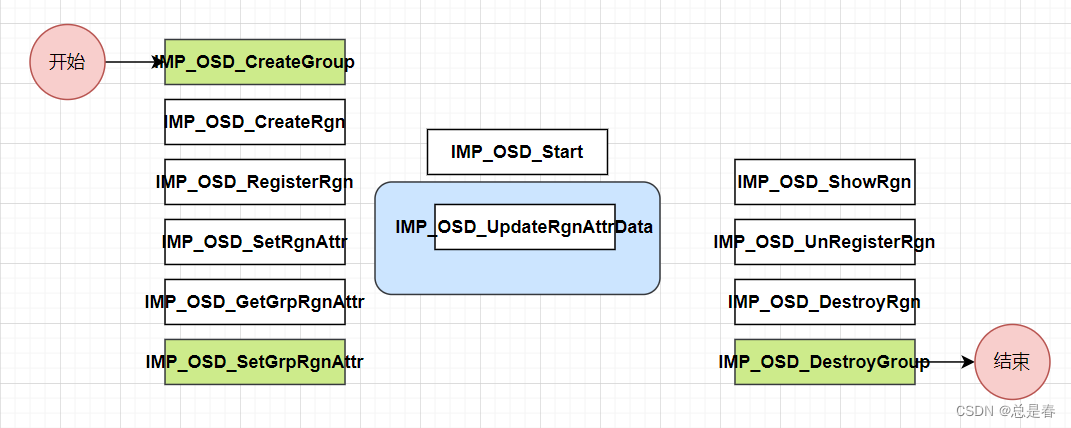 开始
IMP_OSD_CreateGroup
IMP_OSD_CreateRgn
IMP_OSD_RegisterRgn
IMP_OSD_SetRgnAttr
IMP_OSD_GetGrpRgnAttr
IMP_OSD_SetGrpRgnAttr
IMP_OSD_Start
IMP_OSD_UpdateRgnAttrData
IMP_OSD_ShowRgn
IMP_OSD_UnRegisterRgn
IMP_OSD_DestroyRgn
IMP_OSD_DestroyGroup
结束
CSDN @总是春